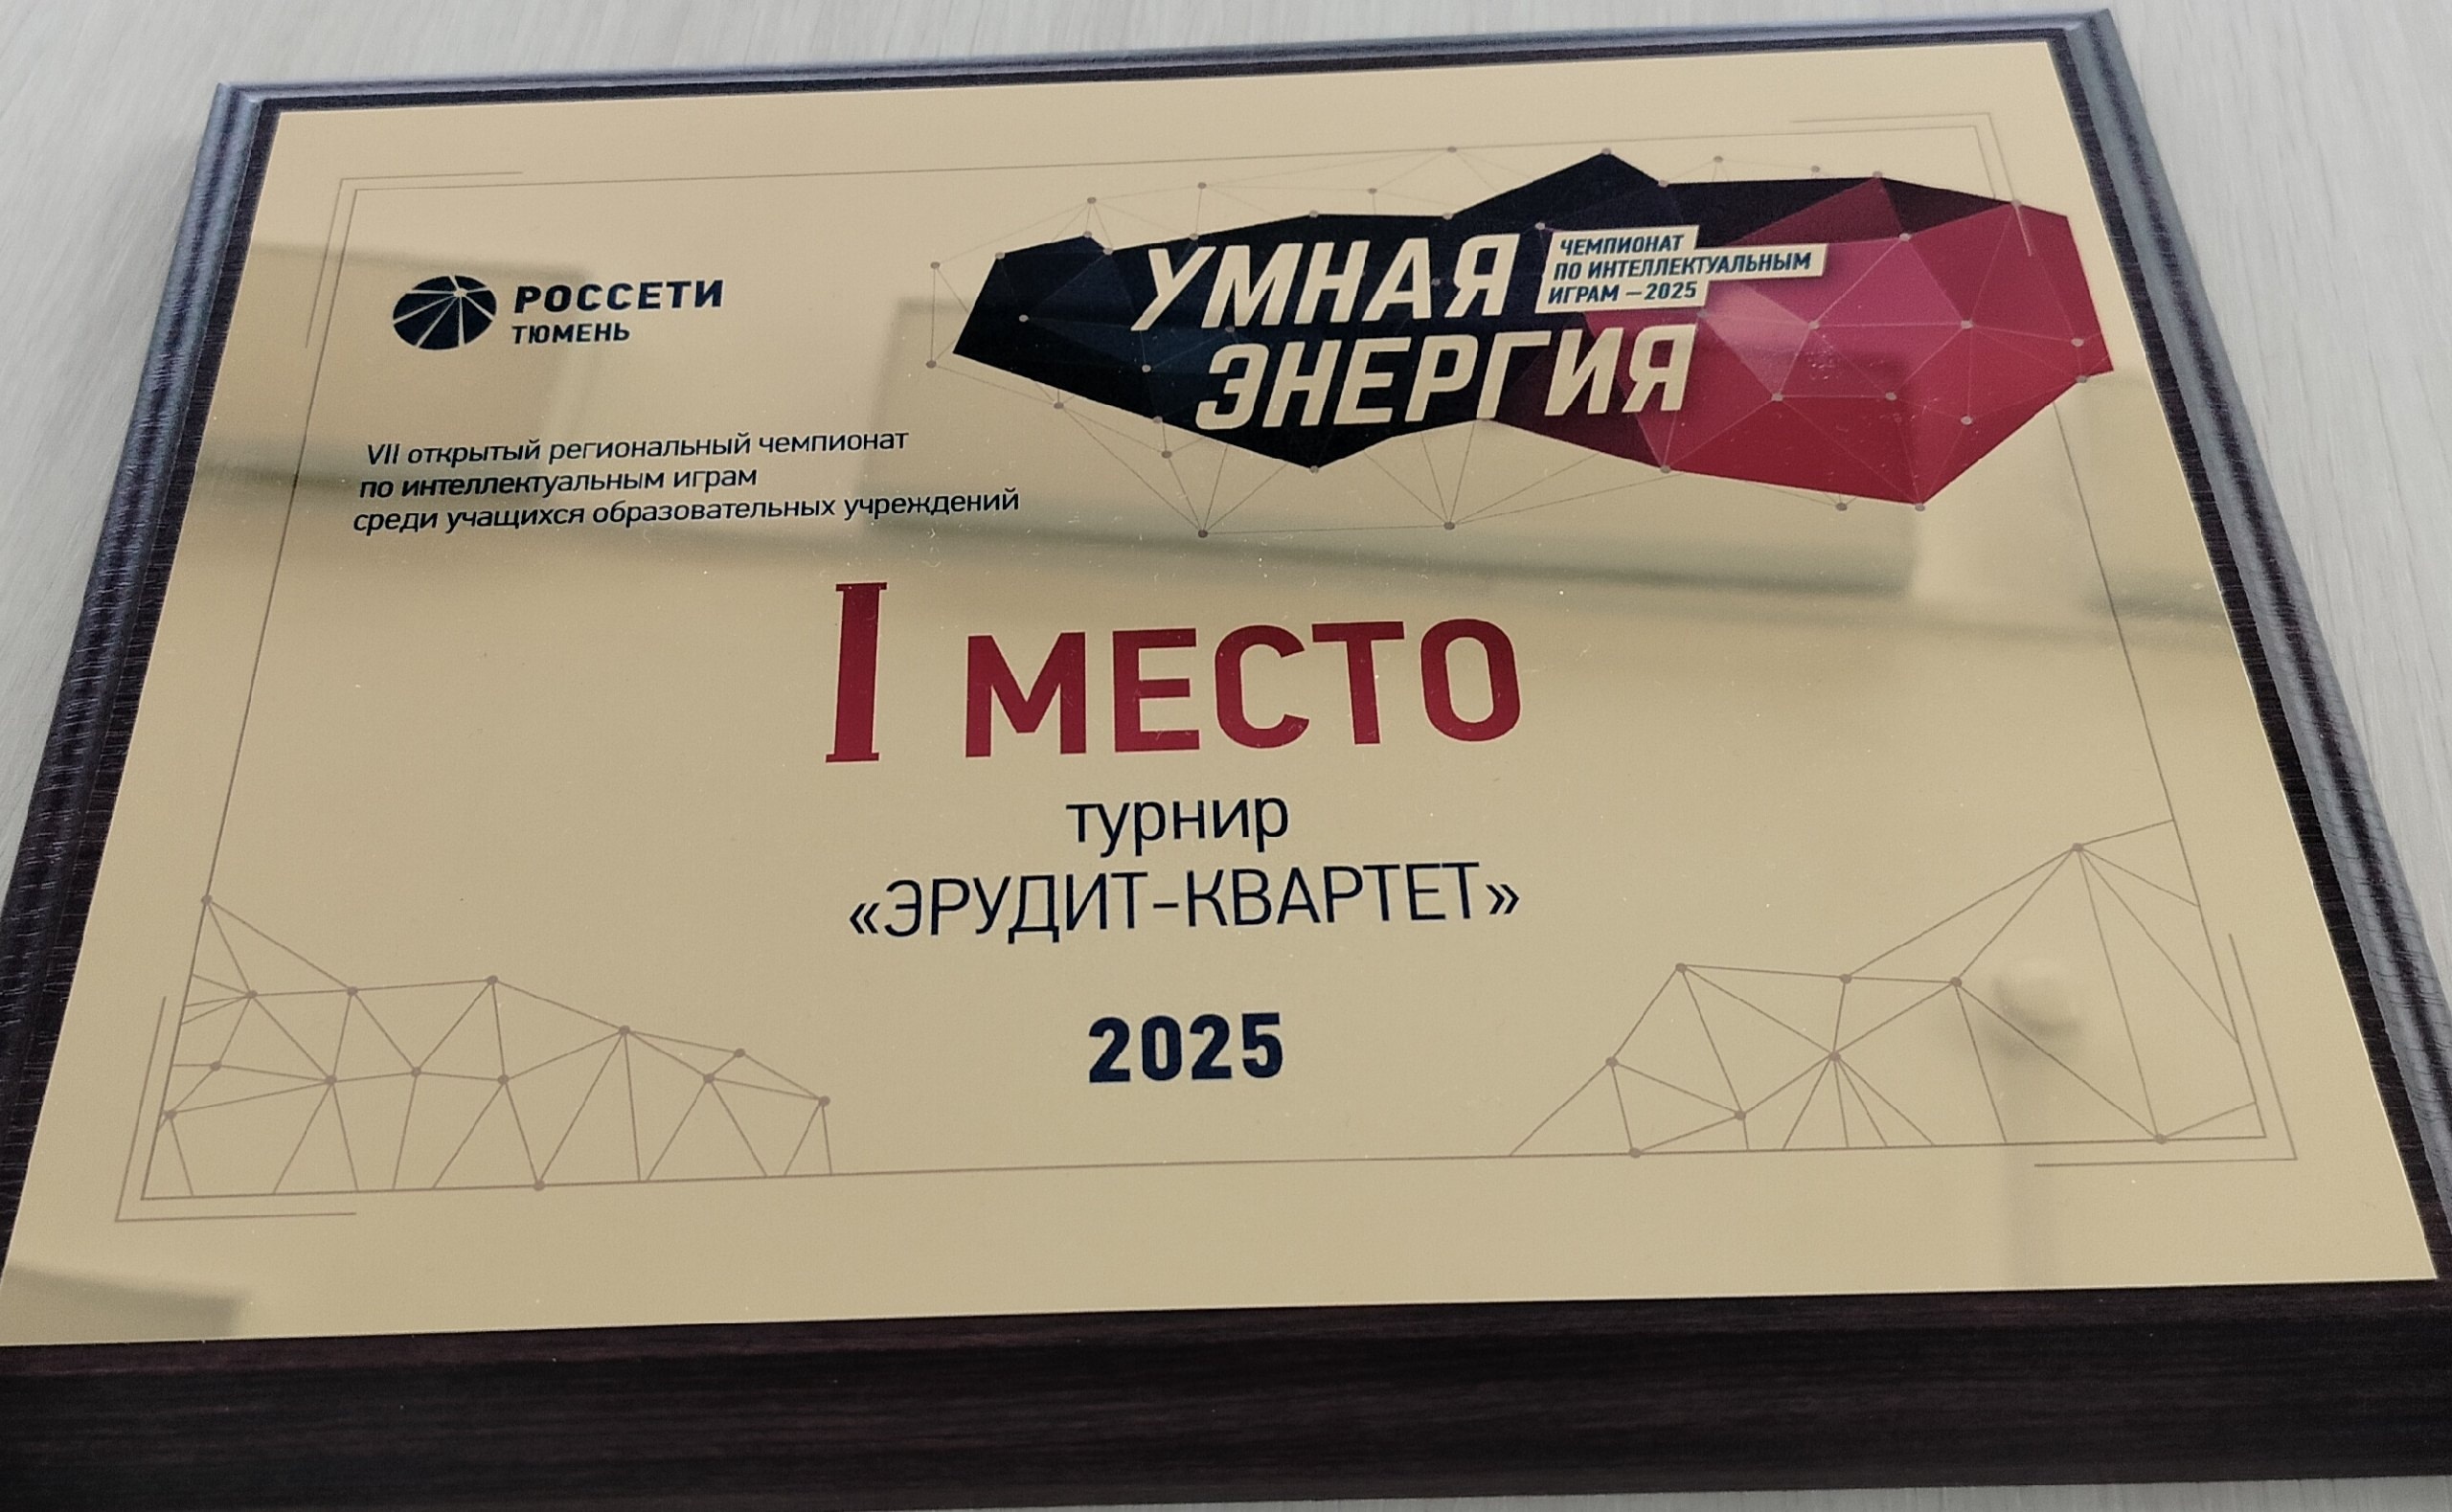 РОССЕТИ
ТЮМЕНЬ
УМНАЯ
ЭНЕРГИЯ
ЧЕМПИОНАТ
ПО ИНТЕЛЛЕКТУАЛЬНЫМ
ИГРАМ —2025
VII открытый региональный чемпионат
по интеллектуальным играм
среди учащихся образовательных учреждений
I МЕСТО
турнир
«ЭРУДИТ-КВАРТЕТ»
2025